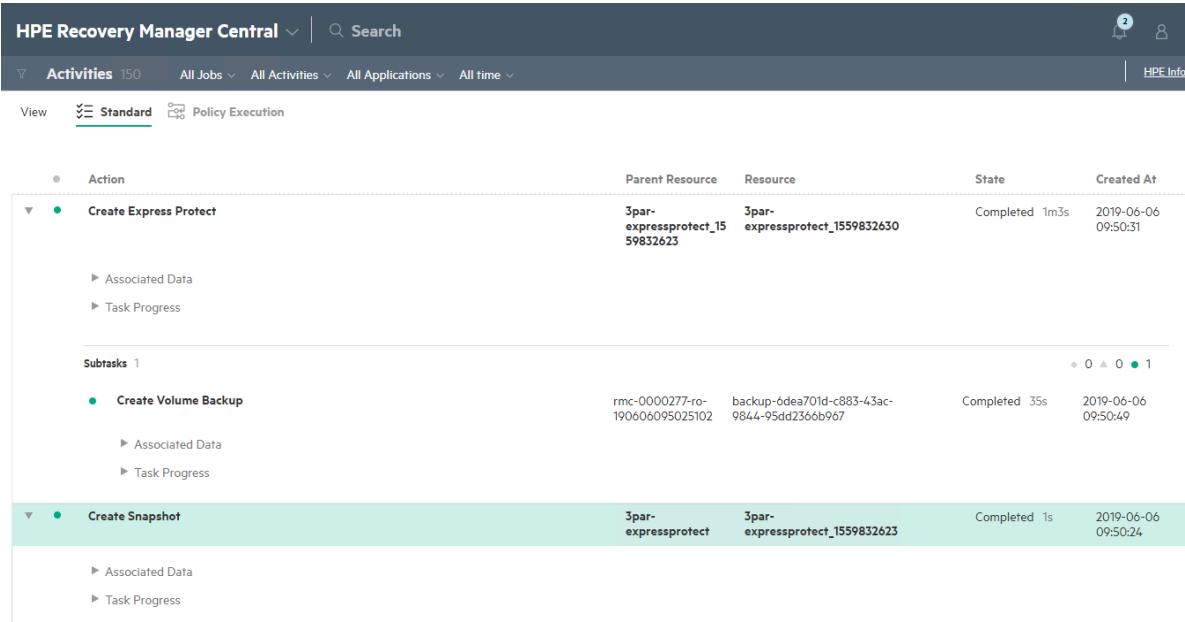 HPE Recovery Manager Central Search 2
Activities 150 All Jobs All Activities All Applications All time HPE Info
View Standard Policy Execution
Action Parent Resource Resource State Created At
Create Express Protect 3par- 3par- Completed 1m3s 2019-06-06
expressprotect_15 expressprotect_1559832630 09:50:31
59832623
Associated Data
Task Progress
Subtasks 1 0 0 1
Create Volume Backup rmc-0000277-ro- backup-6dea701d-c883-43ac- Completed 35s 2019-06-06
190606095025102 9844-95dd2366b967 09:50:49
Associated Data
Task Progress
Create Snapshot 3par- 3par- Completed 1s 2019-06-06
expressprotect expressprotect_1559832623 09:50:24
Associated Data
Task Progress